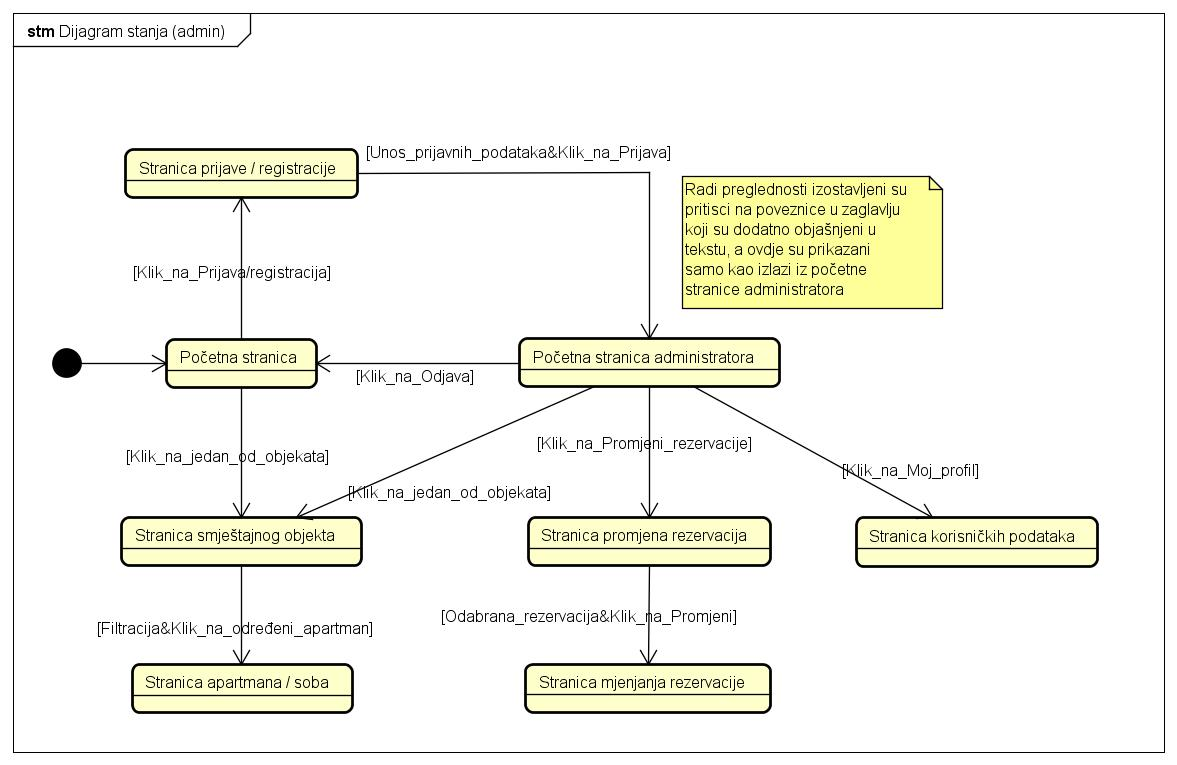 stm Dijagram stanja (admin)
[Unos_prijavnih_podataka&Klik_na_Prijava]
Stranica prijave / registracije
Radi preglednosti izostavljeni su
pritisci na poveznice u zaglavlju
koji su dodatno objašnjeni u
tekstu, a ovdje su prikazani
samo kao izlazi iz početne
stranice administratora
[Klik_na_Prijava/registracija]
Početna stranica
Početna stranica administratora
[Klik_na_Odjava]
[Klik_na_jedan_od_objekata]
[Klik_na_Promjeni_rezervacije]
[Klik_na_Moj_profil]
[Klik_na_jedan_od_objekata]
Stranica smještajnog objekta
Stranica promjena rezervacija
Stranica korisničkih podataka
[Filtracija&Klik_na_određeni_apartman]
[Odabrana_rezervacija&Klik_na_Promjeni]
Stranica apartmana / soba
Stranica mjenjanja rezervacije